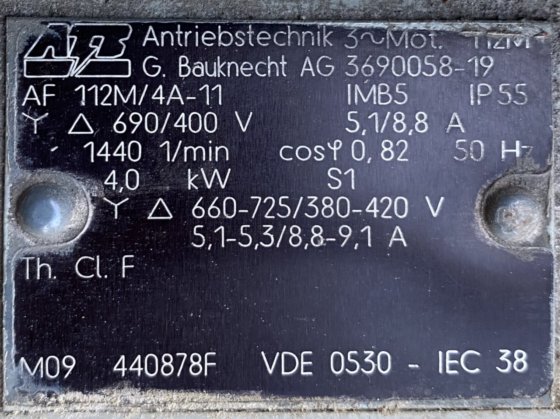 ATB Antriebstechnik 3~Mot. 112M
G. Bauknecht AG 3690058-19
AF 112M/4A-11 IMB5 IP55
Y △ 690/400 V 5,1/8,8 A
1440 1/min cosφ 0,82 50 Hz
4,0 kW S1
Y △ 660-725/380-420 V
5,1-5,3/8,8-9,1 A
Th. Cl. F
M09 440878F VDE 0530 - IEC 38